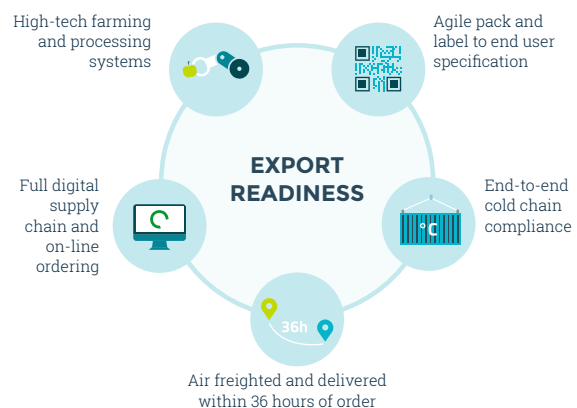 High-tech farming
and processing
systems
Agile pack and
label to end user
specification
EXPORT
READINESS
Full digital
supply
chain and
on-line
ordering
End-to-end
cold chain
compliance
°C
36h
Air freighted and delivered
within 36 hours of order